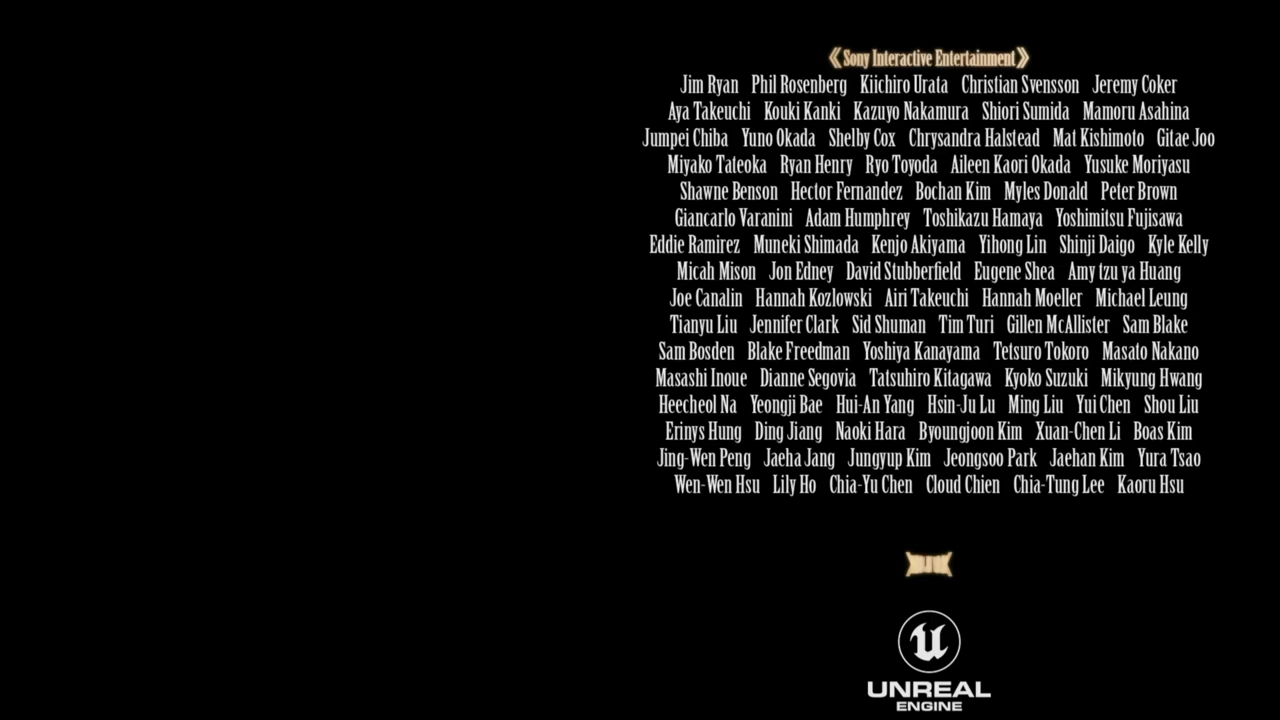 《Sony Interactive Entertainment》
Jim Ryan Phil Rosenberg Kiichiro Urata Christian Svensson Jeremy Coker
Aya Takeuchi Kouki Kanki Kazuyo Nakamura Shiori Sumida Mamoru Asahina
Jumpei Chiba Yuno Okada Shelby Cox Chrysandra Halstead Mat Kishimoto Gitae Joo
Miyako Tateoka Ryan Henry Ryo Toyoda Aileen Kaori Okada Yusuke Moriyasu
Shawne Benson Hector Fernandez Bochan Kim Myles Donald Peter Brown
Giancarlo Varanini Adam Humphrey Toshikazu Hamaya Yoshimitsu Fujisawa
Eddie Ramirez Muneki Shimada Kenjo Akiyama Yihong Lin Shinji Daigo Kyle Kelly
Micah Mison Jon Edney David Stubberfield Eugene Shea Amy tzu ya Huang
Joe Canalin Hannah Kozlowski Airi Takeuchi Hannah Moeller Michael Leung
Tianyu Liu Jennifer Clark Sid Shuman Tim Turi Gillen McAllister Sam Blake
Sam Bosden Blake Freedman Yoshiya Kanayama Tetsuro Tokoro Masato Nakano
Masashi Inoue Dianne Segovia Tatsuhiro Kitagawa Kyoko Suzuki Mikyung Hwang
Heecheol Na Yeongji Bae Hui-An Yang Hsin-Ju Lu Ming Liu Yui Chen Shou Liu
Erinys Hung Ding Jiang Naoki Hara Byoungjoon Kim Xuan-Chen Li Boas Kim
Jing-Wen Peng Jaeha Jang Jungyup Kim Jeongsoo Park Jaehan Kim Yura Tsao
Wen-Wen Hsu Lily Ho Chia-Yu Chen Cloud Chien Chia-Tung Lee Kaoru Hsu
UNREAL
ENGINE